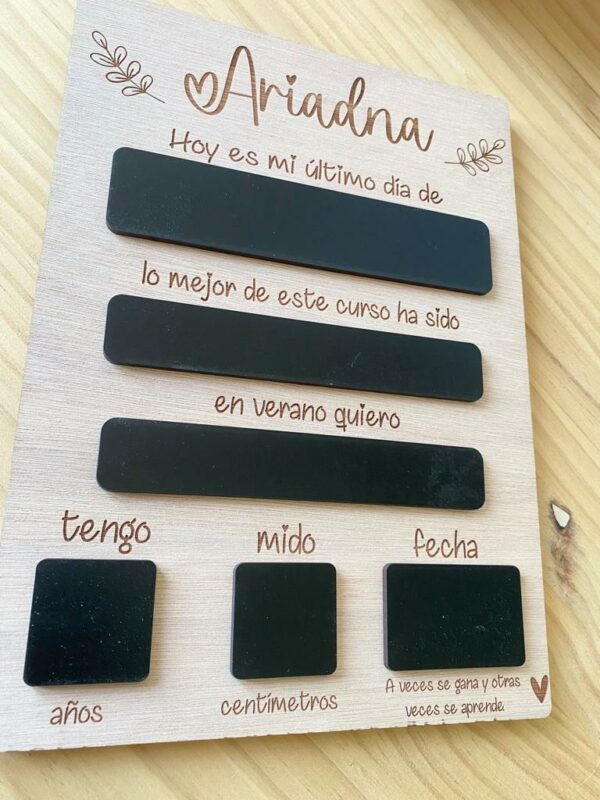 Ariadna
Hoy es mi último día de
lo mejor de este curso ha sido
en verano quiero
tengo mido fecha
años centímetros
A veces se gana y otras
veces se aprende.